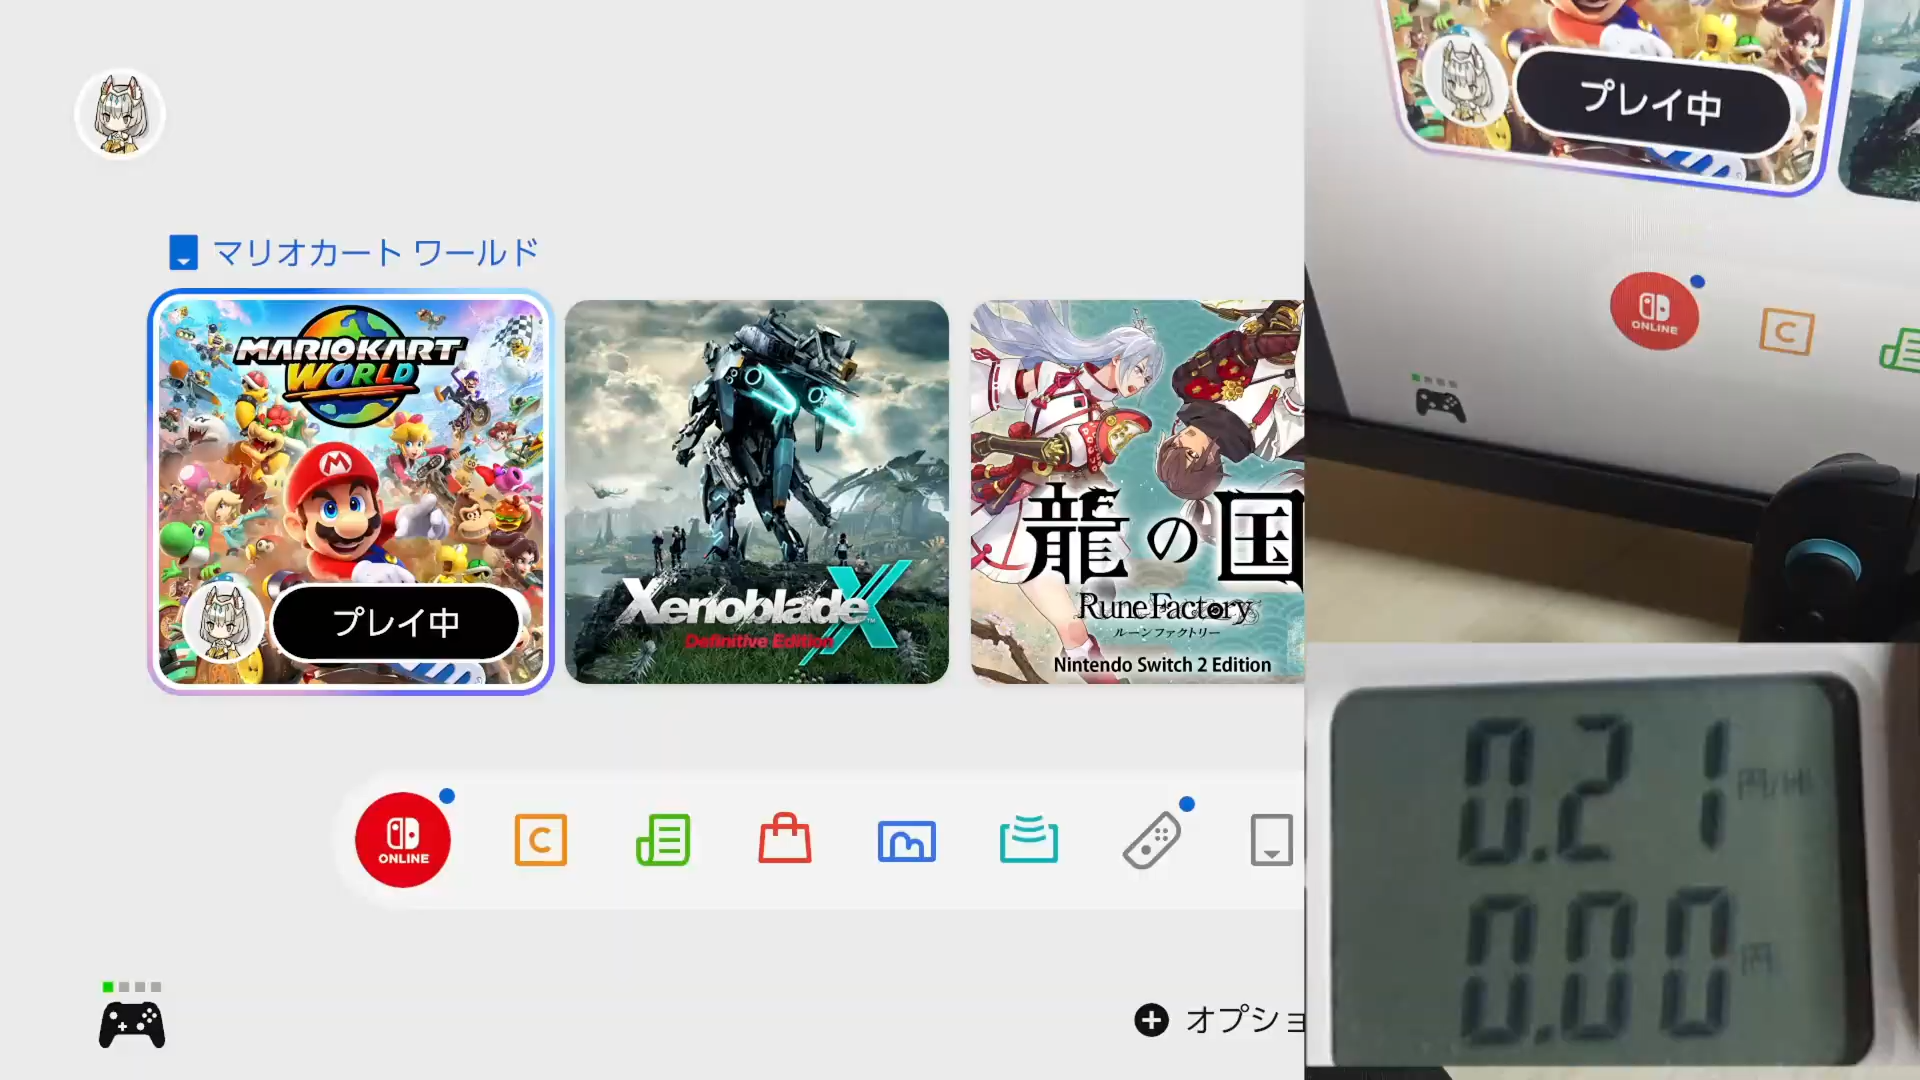 マリオカート ワールド
MARIOKART
WORLD
M
プレイ中
Xenoblade X
Definitive Edition
龍の国
Rune Factory
ルーンファクトリー
Nintendo Switch 2 Edition
ONLINE
C
オプショ
プレイ中
ONLINE
C
0.21 円/H
0.00 円